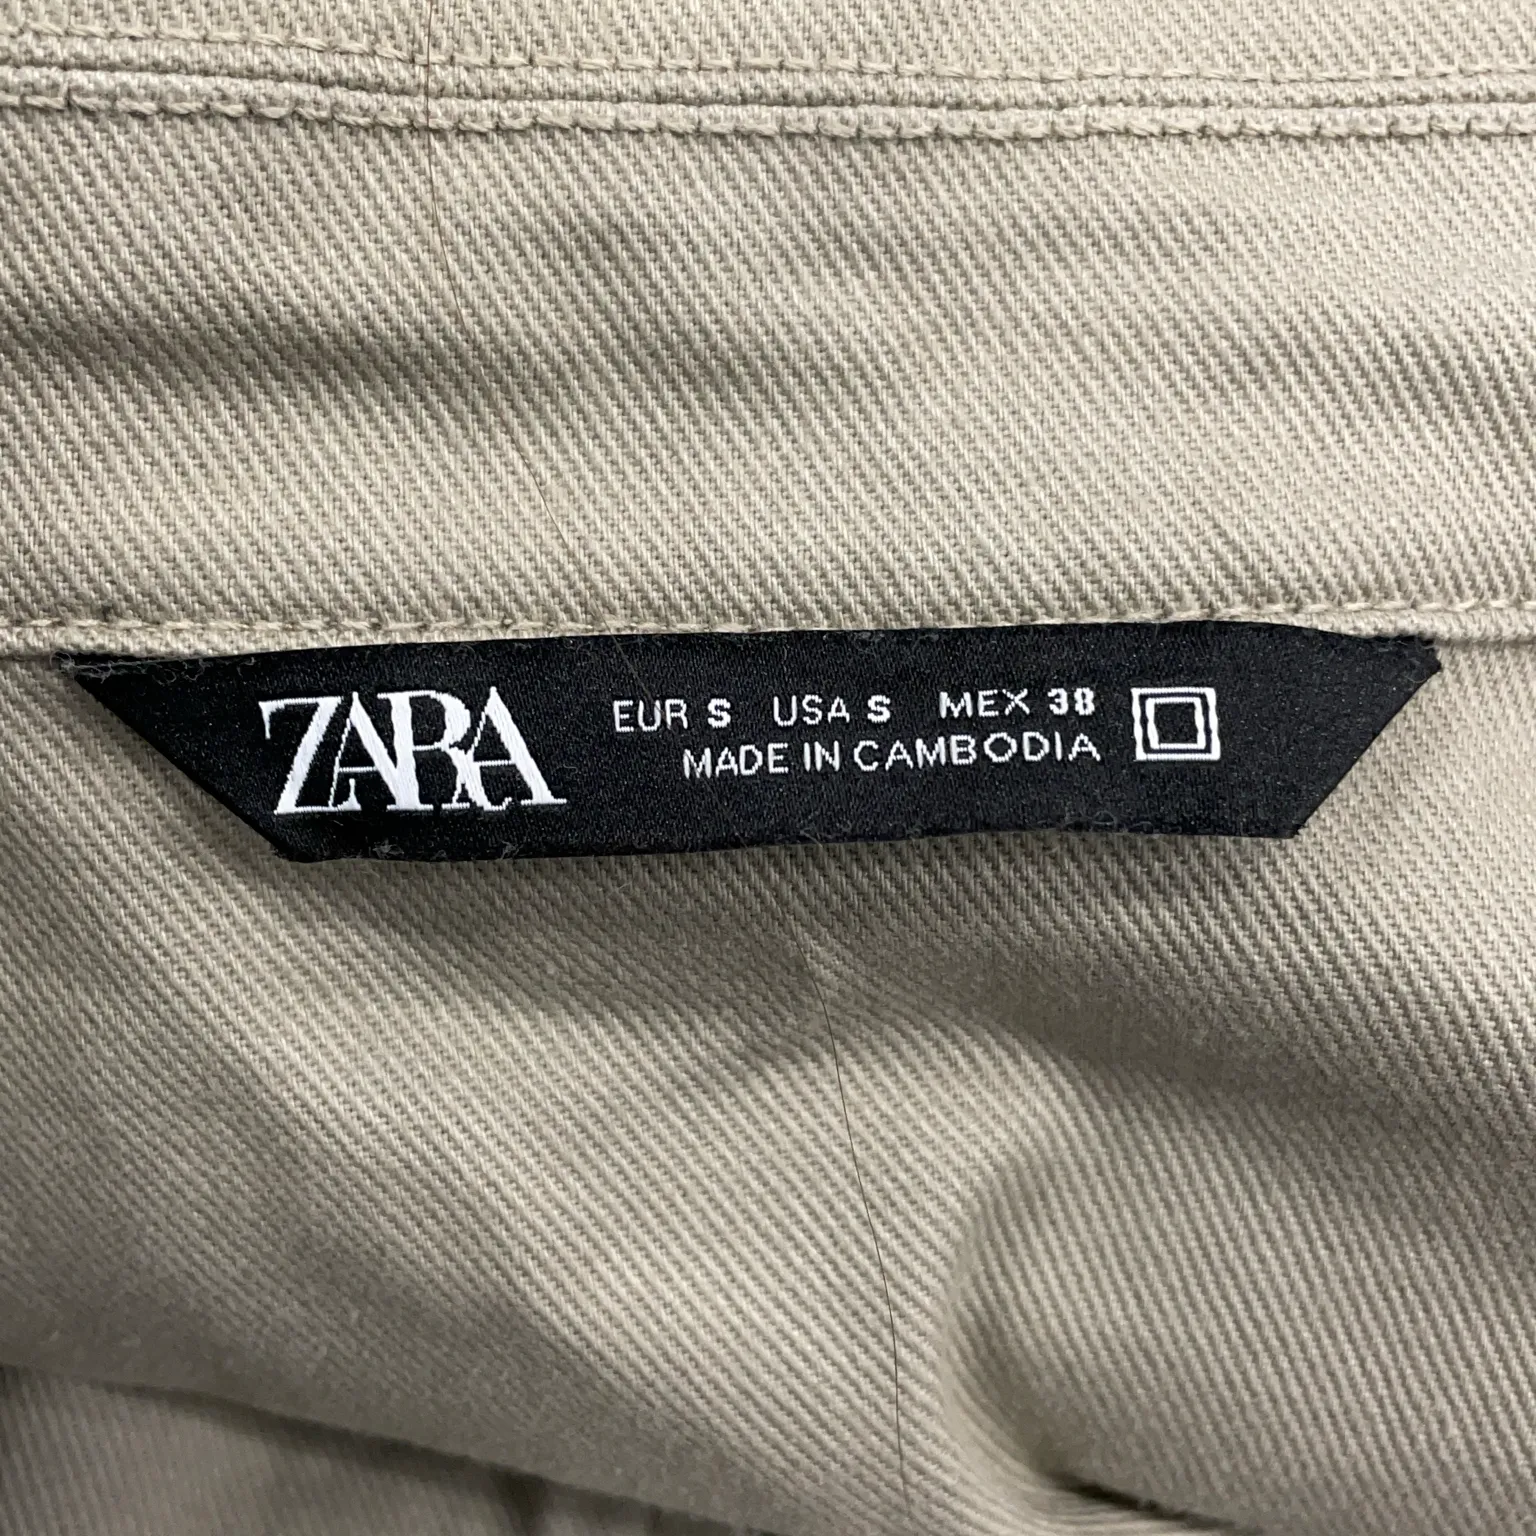 ZARA
EUR S USA S MEX 38
MADE IN CAMBODIA